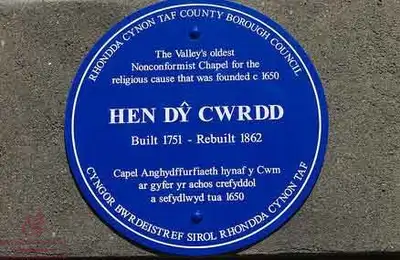 RHONDDA CYNON TAF COUNTY BOROUGH COUNCIL
The Valley's oldest
Nonconformist Chapel for the
religious cause that was founded c 1650
HEN DŶ CWRDD
Built 1751 - Rebuilt 1862
Capel Anghydffurfiaeth hynaf y Cwm
ar gyfer yr achos crefyddol
a sefydlwyd tua 1650
CYNGOR BWRDEISTREF SIROL RHONDDA CYNON TAF